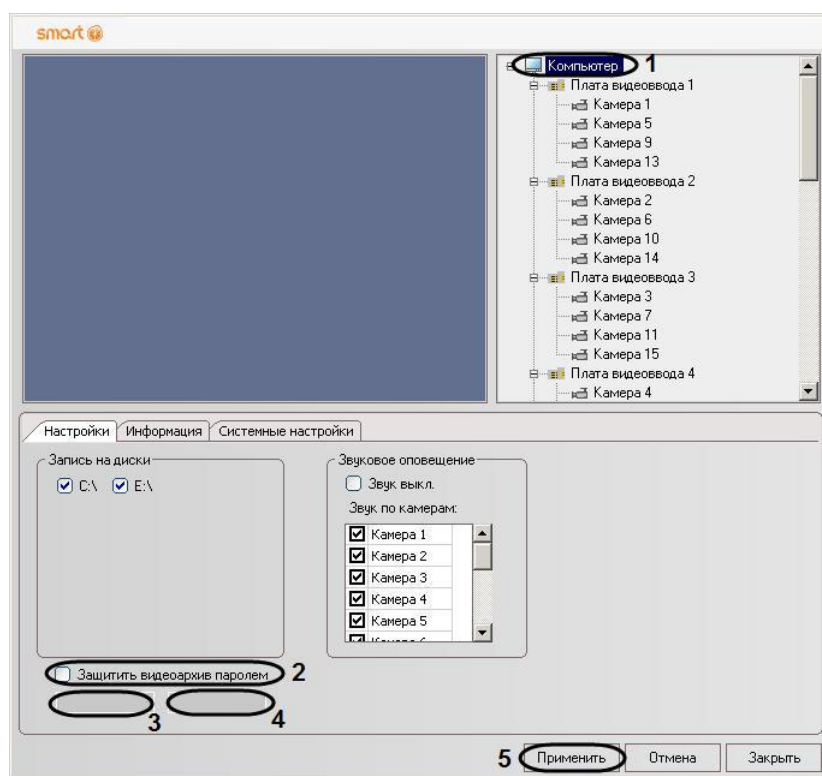 smart
Компьютер 1
Плата видеоввода 1
Камера 1
Камера 5
Камера 9
Камера 13
Плата видеоввода 2
Камера 2
Камера 6
Камера 10
Камера 14
Плата видеоввода 3
Камера 3
Камера 7
Камера 11
Камера 15
Плата видеоввода 4
Камера 4
Настройки Информация Системные настройки
Запись на диски
C:\ E:\
Звуковое оповещение
Звук выкл.
Звук по камерам:
Камера 1
Камера 2
Камера 3
Камера 4
Камера 5
Защитить видеоархив паролем 2
3 4
5 Применить Отмена Закрыть